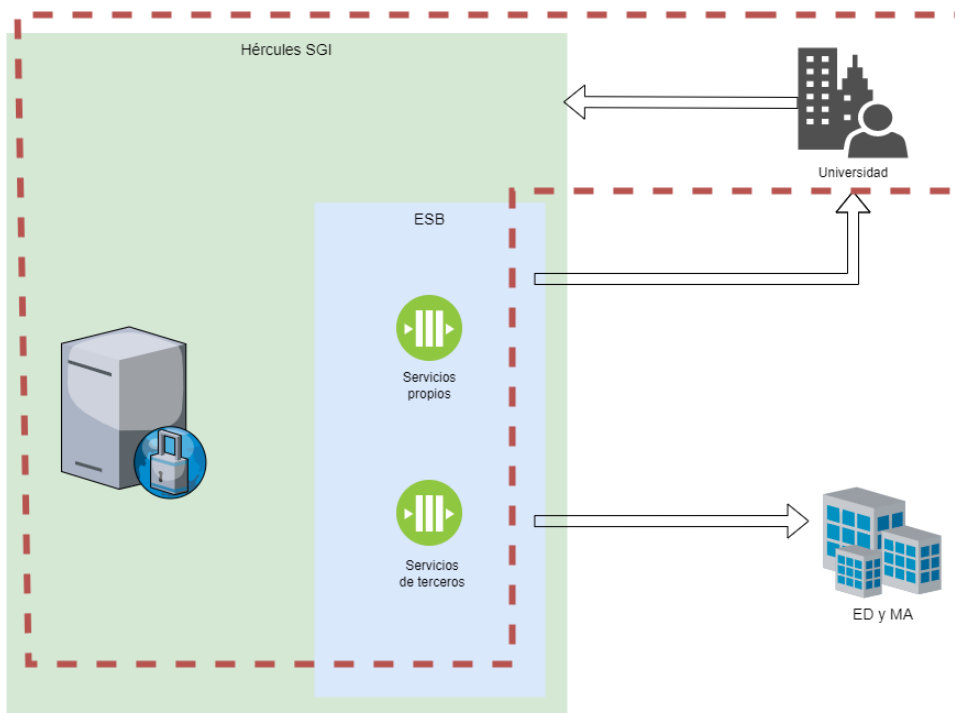 Hércules SGI
Universidad
ESB
Servicios
propios
Servicios
de terceros
ED y MA